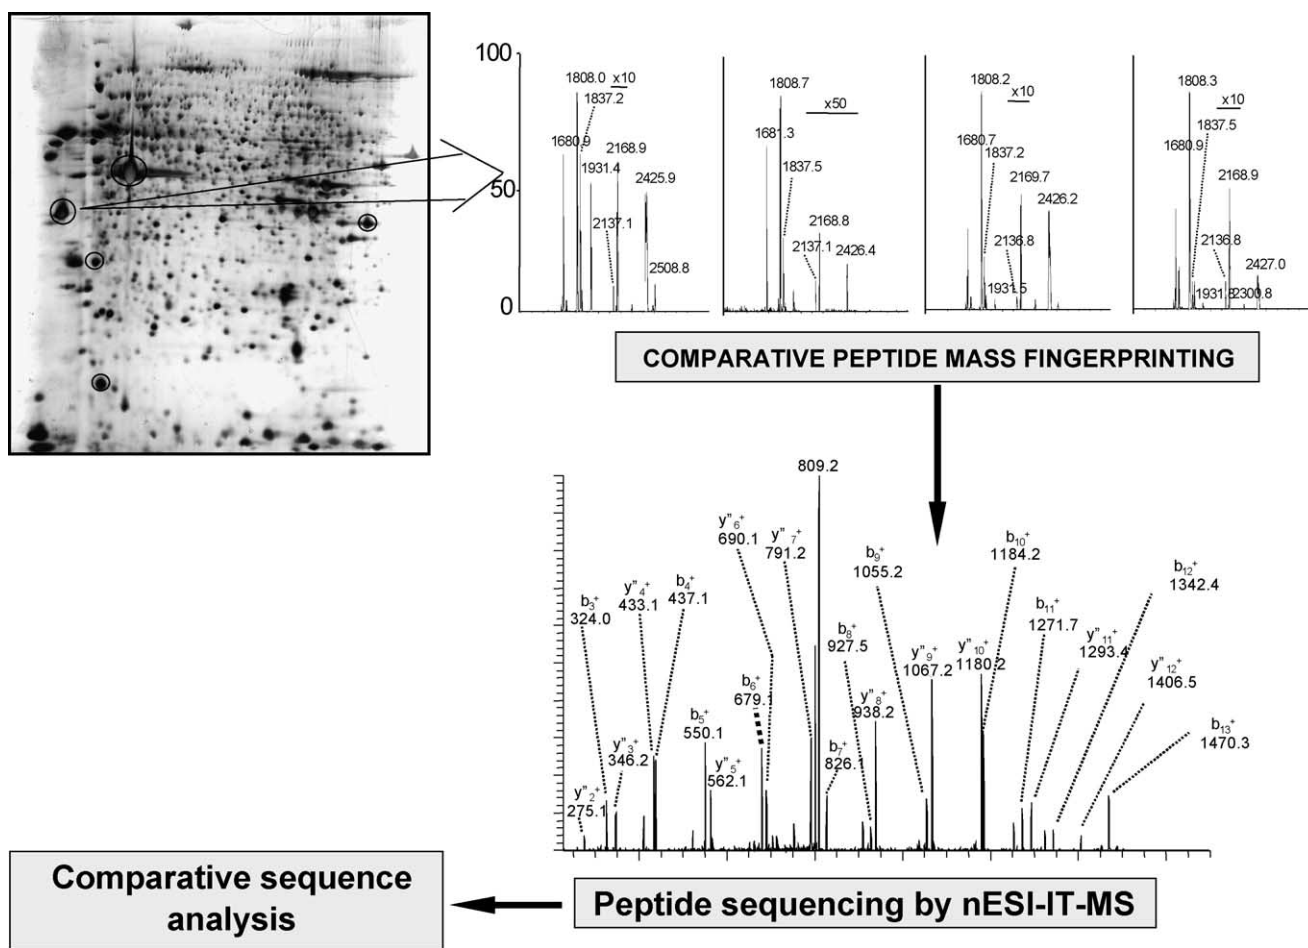 100
50
0
1808.0
x10
1837.2
1680.9
1931.4
2168.9
2425.9
2137.1
2508.8
1808.7
x50
1681.3
1837.5
2168.8
2137.1
2426.4
1808.2
x10
1680.7
1837.2
2169.7
2426.2
2136.8
1931.5
1808.3
x10
1837.5
1680.9
2168.9
2136.8
2427.0
1931.8
2300.8
COMPARATIVE PEPTIDE MASS FINGERPRINTING
809.2
y"6+
690.1
y"7+
791.2
b10+
1184.2
b9+
1055.2
b12+
1342.4
b3+
324.0
y"4+
433.1
b4+
437.1
b8+
927.5
b11+
1271.7
y"11+
1293.4
y"9+
1067.2
y"10+
1180.2
y"12+
1406.5
b6+
679.1
y"8+
938.2
b5+
550.1
b13+
1470.3
y"3+
346.2
y"5+
562.1
b7+
826.1
y"2+
275.1
Comparative sequence
analysis
Peptide sequencing by nESI-IT-MS